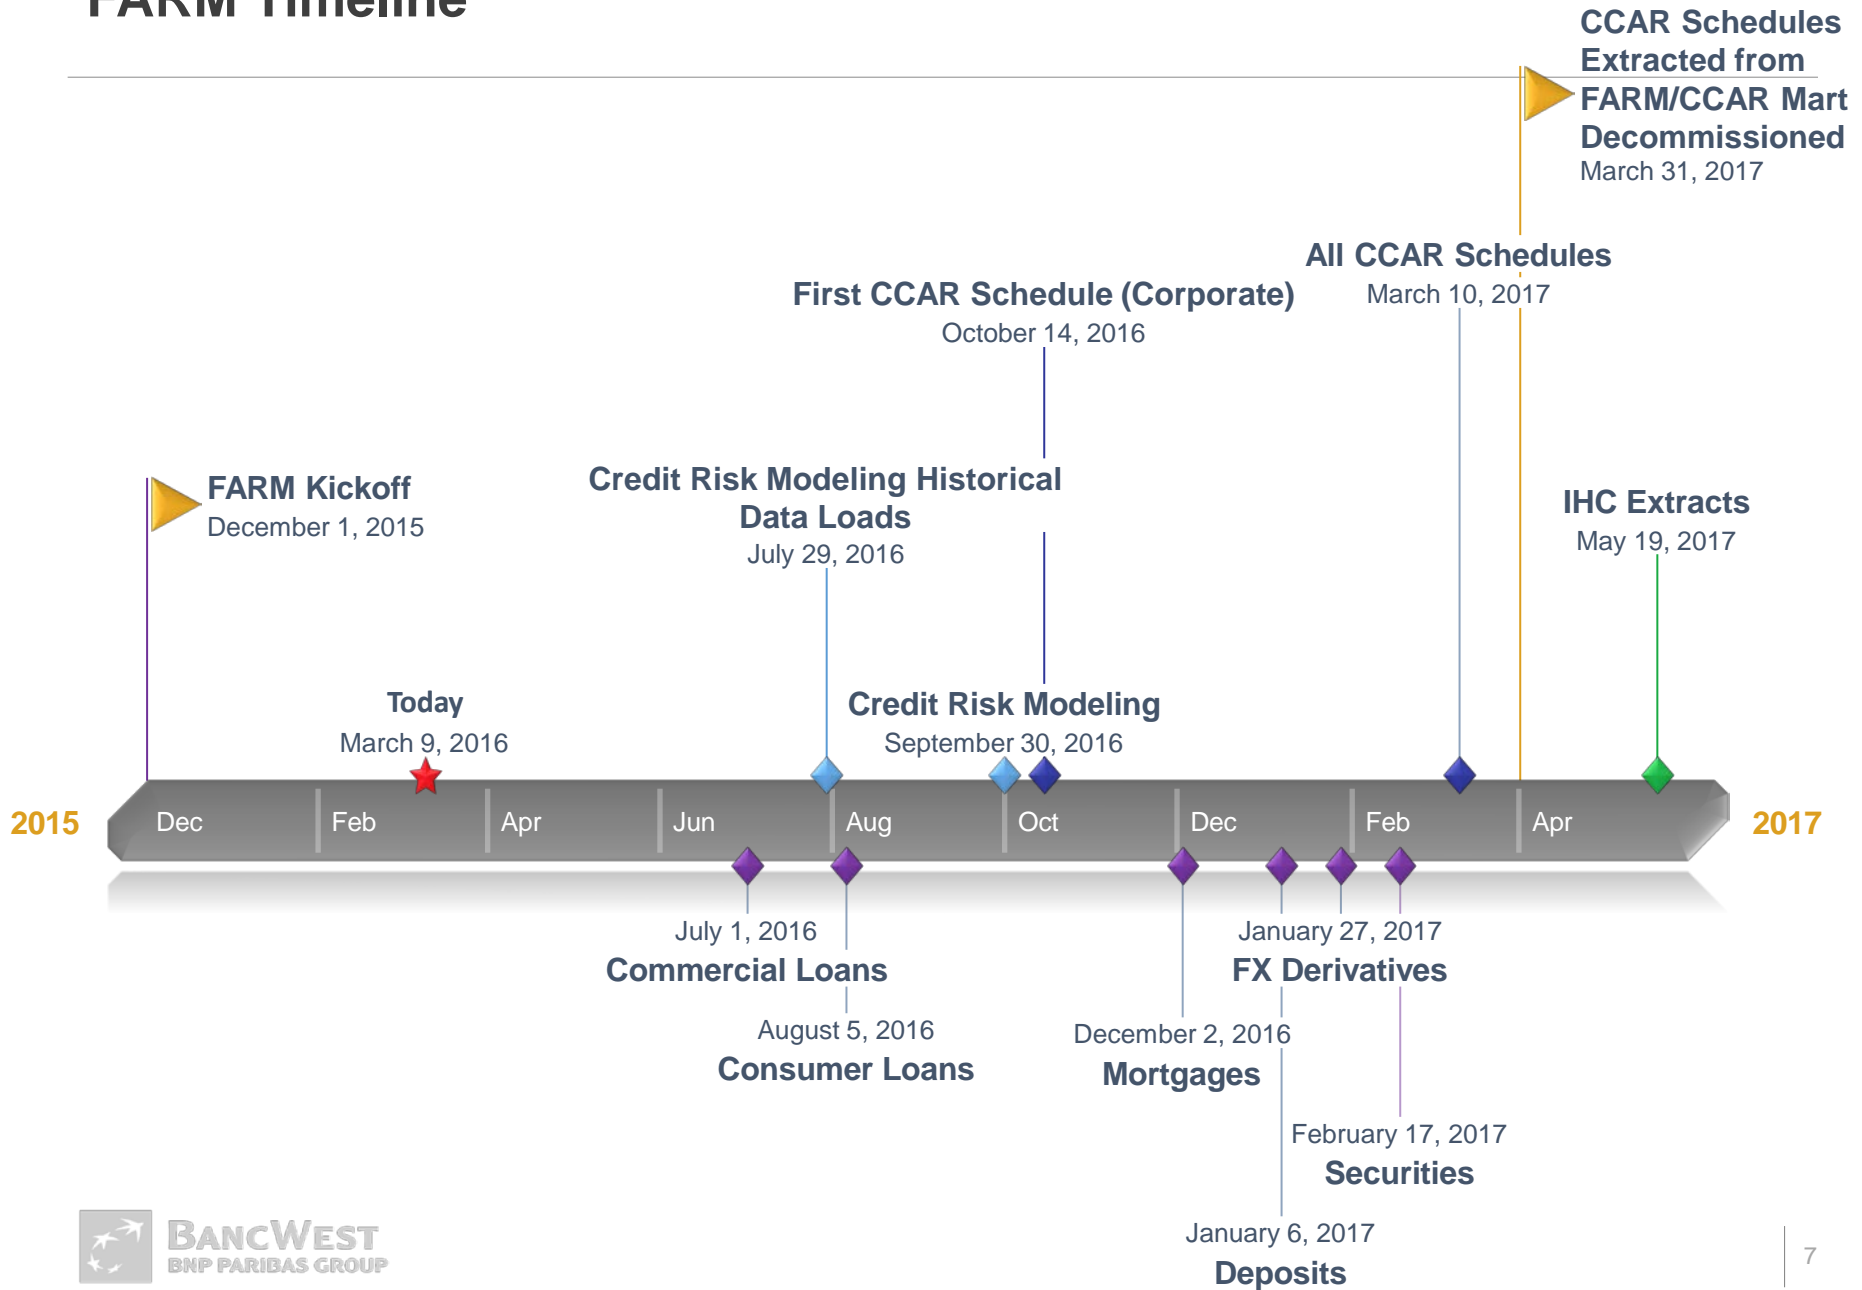 FARM Timeline
CCAR Schedules
Extracted from
FARM/CCAR Mart
Decommissioned
March 31, 2017
All CCAR Schedules
March 10, 2017
First CCAR Schedule (Corporate)
October 14, 2016
Credit Risk Modeling Historical
Data Loads
July 29, 2016
FARM Kickoff
December 1, 2015
IHC Extracts
May 19, 2017
Today
March 9, 2016
Credit Risk Modeling
September 30, 2016
2015
Dec
Feb
Apr
Jun
Aug
Oct
Dec
Feb
Apr
2017
July 1, 2016
Commercial Loans
August 5, 2016
Consumer Loans
December 2, 2016
Mortgages
January 27, 2017
FX Derivatives
February 17, 2017
Securities
January 6, 2017
Deposits
BANCWEST
BNP PARIBAS GROUP
7